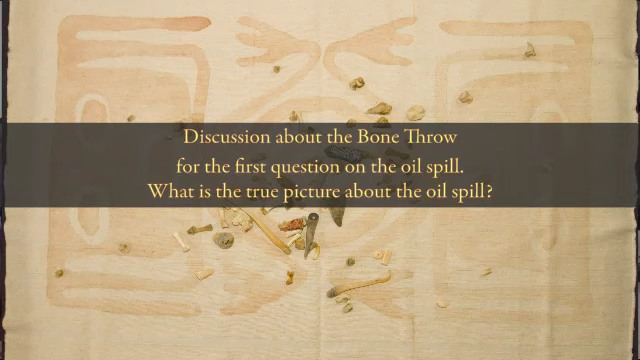 Discussion about the Bone Throw
for the first question on the oil spill.
What is the true picture about the oil spill?